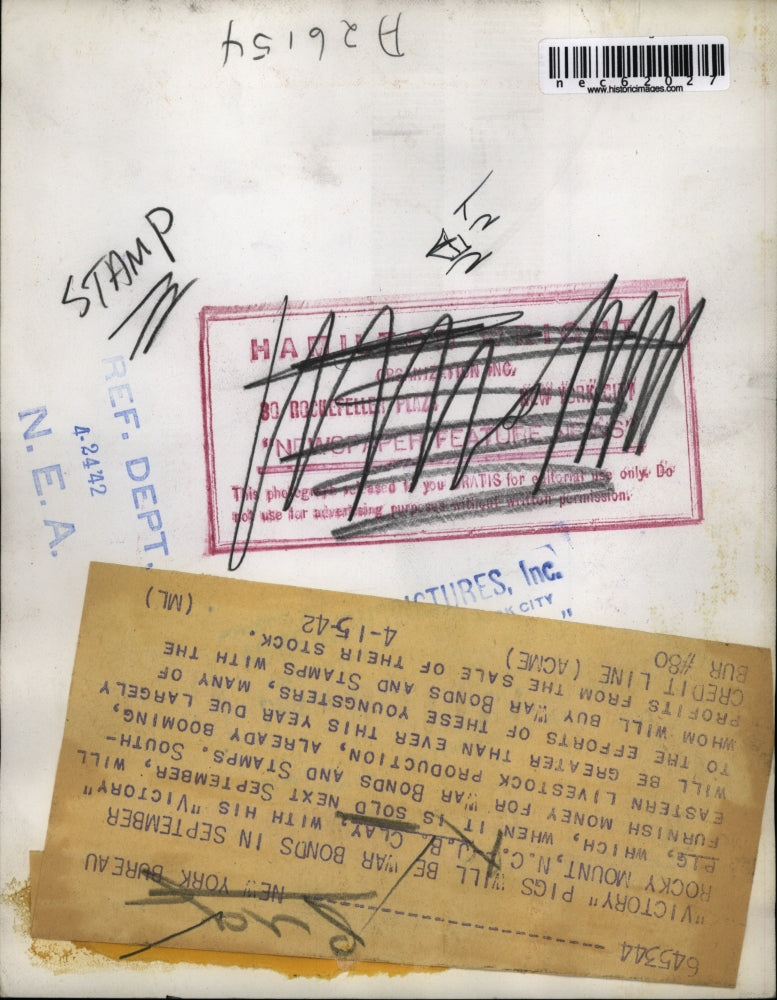 A26154
nec62027
www.historicimages.com
STAMP
HAMILTON WRIGHT
ORGANIZATION INC.
30 ROCKEFELLER PLAZA NEW YORK CITY
"NEWSPAPER FEATURE NEWS"
This photograph released to you GRATIS for editorial use only. Do
not use for advertising purposes without written permission.
REF. DEPT.
4-24-42
N.E.A.
CTURES, Inc.
K CITY
"
645344
NEW YORK BUREAU
"VICTORY" PIGS WILL BE WAR BONDS IN SEPTEMBER
ROCKY MOUNT, N.C. J.B. CLAY, WITH HIS "VICTORY"
PIG, WHICH, WHEN IT IS SOLD NEXT SEPTEMBER, WILL
FURNISH MONEY FOR WAR BONDS AND STAMPS. SOUTH-
EASTERN LIVESTOCK PRODUCTION, ALREADY BOOMING,
WILL BE GREATER THAN EVER THIS YEAR DUE LARGELY
TO THE EFFORTS OF THESE YOUNGSTERS, MANY OF
WHOM WILL BUY WAR BONDS AND STAMPS WITH THE
PROFITS FROM THE SALE OF THEIR STOCK.
CREDIT LINE (ACME) 4-15-42 (ML)
BUR #80